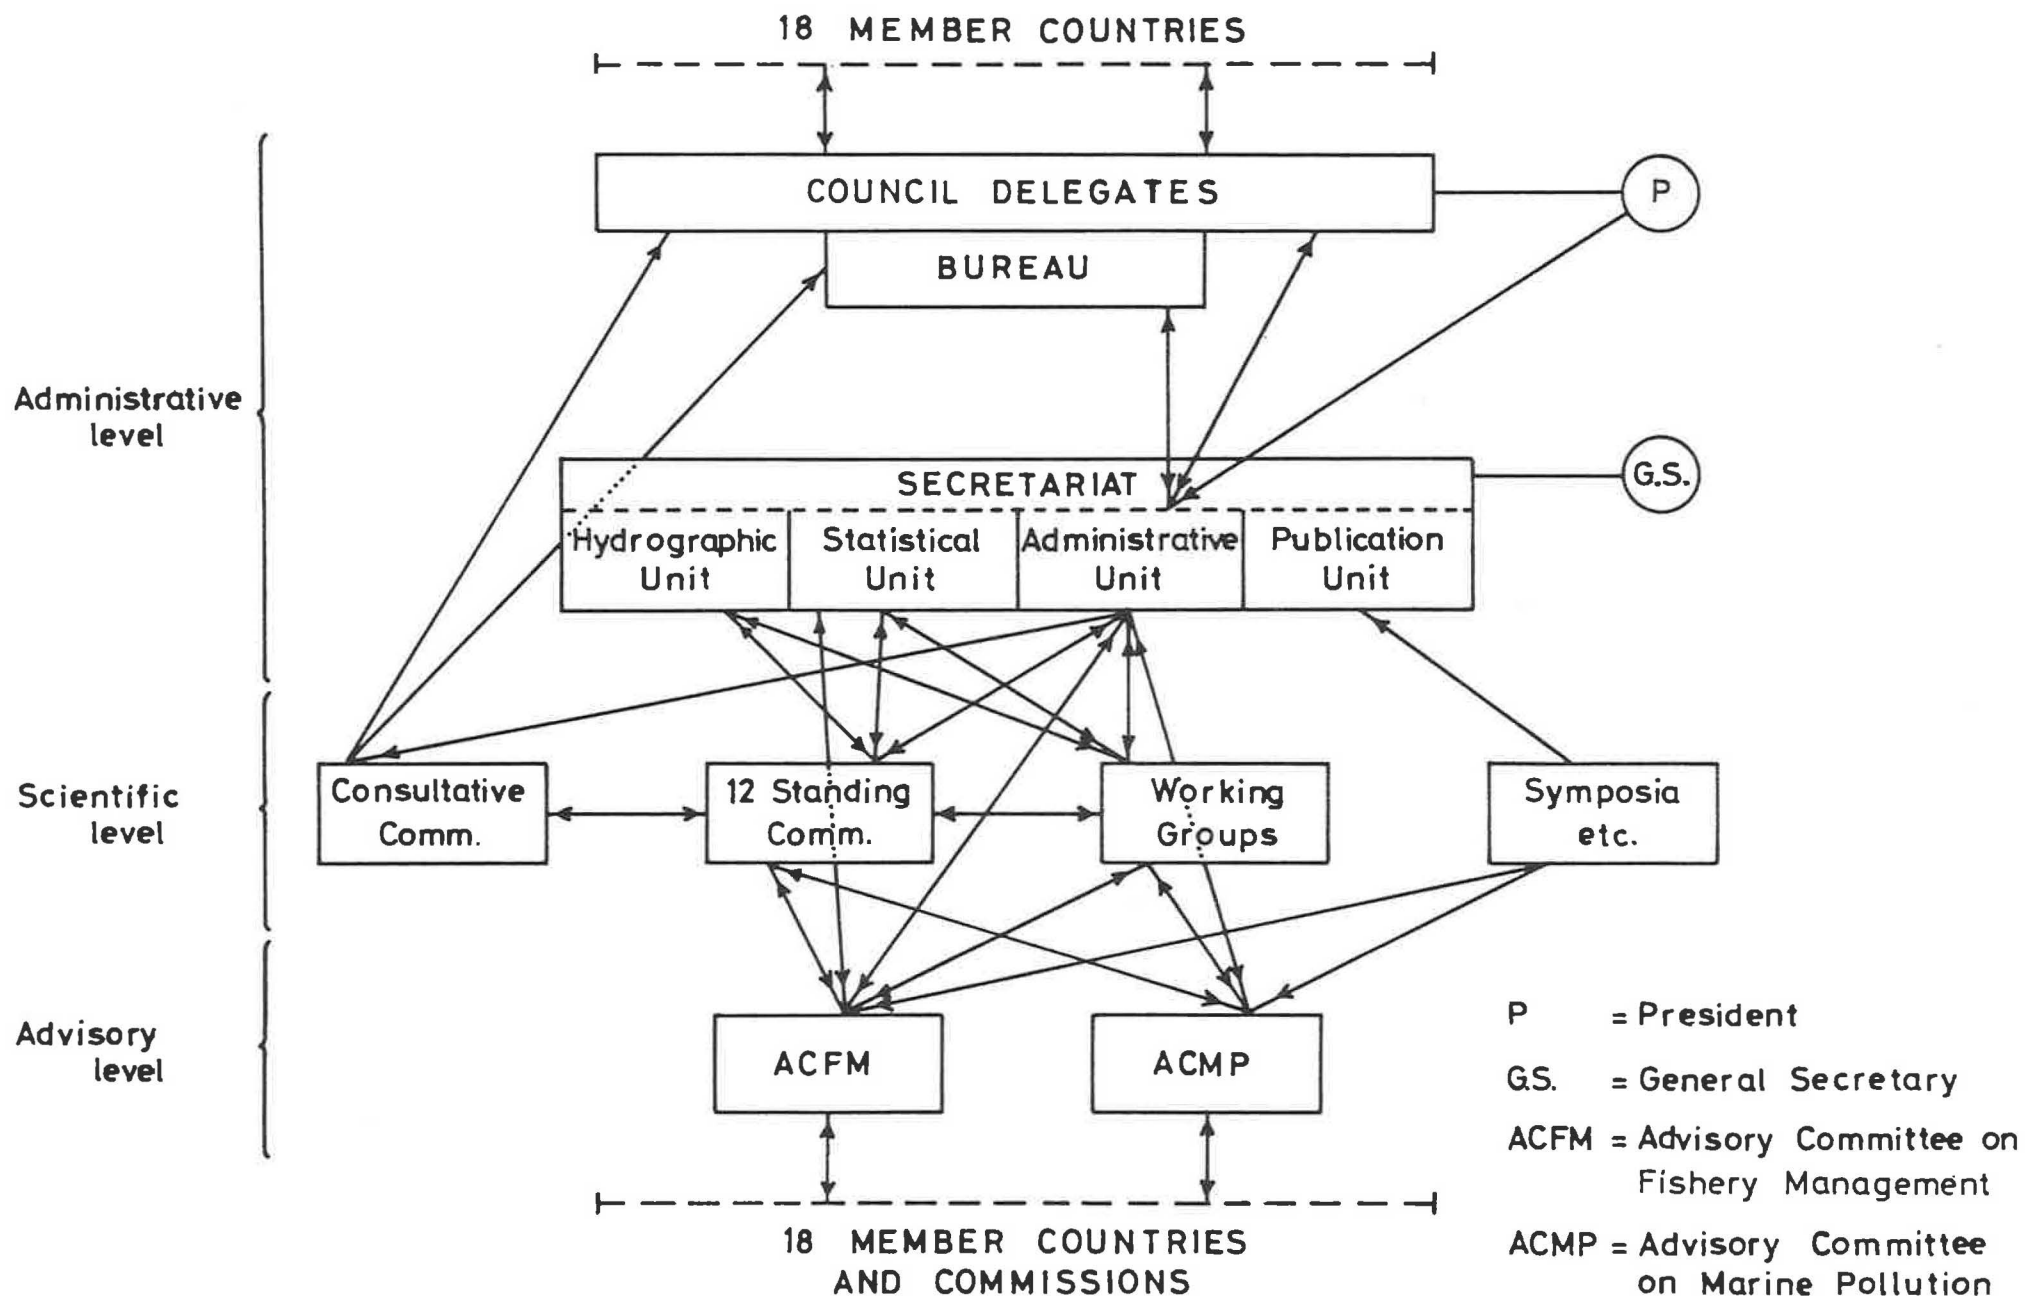 18 MEMBER COUNTRIES
COUNCIL DELEGATES
P
BUREAU
Administrative
level
SECRETARIAT
G.S.
Hydrographic
Unit
Statistical
Unit
Administrative
Unit
Publication
Unit
Scientific
level
Consultative
Comm.
12 Standing
Comm.
Working
Groups
Symposia
etc.
Advisory
level
ACFM
ACMP
P = President
G.S. = General Secretary
ACFM = Advisory Committee on
Fishery Management
ACMP = Advisory Committee
on Marine Pollution
18 MEMBER COUNTRIES
AND COMMISSIONS